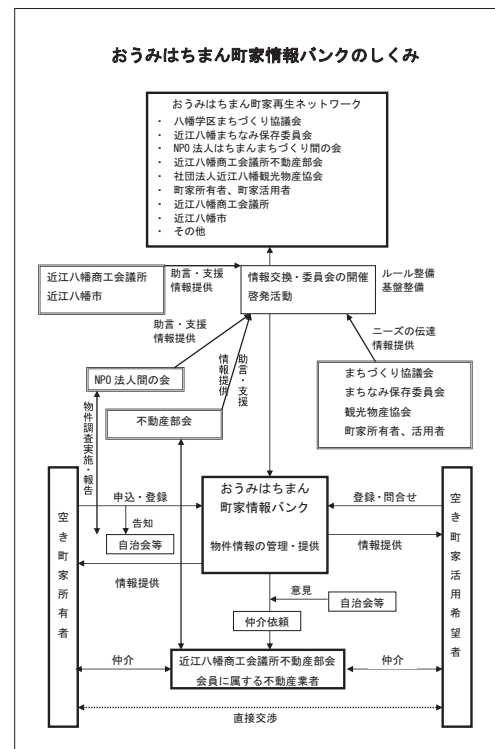 おうみはちまん町家情報バンクのしくみ
おうみはちまん町家再生ネットワーク
・ 八幡学区まちづくり協議会
・ 近江八幡まちなみ保存委員会
・ NPO法人はちまんまちづくり間の会
・ 近江八幡商工会議所不動産部会
・ 社団法人近江八幡観光物産協会
・ 町家所有者、町家活用者
・ 近江八幡商工会議所
・ 近江八幡市
・ その他
近江八幡商工会議所
近江八幡市
助言・支援
情報提供
情報交換・委員会の開催
啓発活動
ルール整備
基盤整備
助言・支援
情報提供
ニーズの伝達
情報提供
NPO法人間の会
助言・支援
情報提供
まちづくり協議会
まちなみ保存委員会
観光物産協会
町家所有者、活用者
不動産部会
物件調査実施・報告
空き町家所有者
申込・登録
告知
自治会等
おうみはちまん
町家情報バンク
物件情報の管理・提供
登録・問合せ
情報提供
空き町家活用希望者
情報提供
意見
自治会等
仲介依頼
仲介
近江八幡商工会議所不動産部会
会員に属する不動産業者
仲介
直接交渉